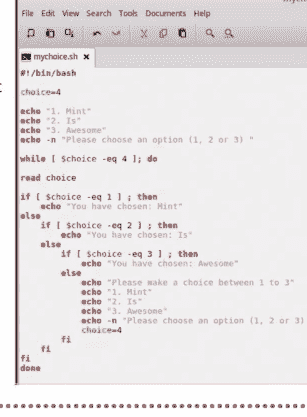 File Edit View Search Tools Documents Help
mychoice.sh ×
#!/bin/bash
choice=4
echo "1. Mint"
echo "2. Is"
echo "3. Awesome"
echo -n "Please choose an option (1, 2 or 3) "
while [ $choice -eq 4 ]; do
read choice
if [ $choice -eq 1 ] ; then
echo "You have chosen: Mint"
else
if [ $choice -eq 2 ] ; then
echo "You have chosen: Is"
else
if [ $choice -eq 3 ] ; then
echo "You have chosen: Awesome"
else
echo "Please make a choice between 1 to 3"
echo "1. Mint"
echo "2. Is"
echo "3. Awesome"
echo -n "Please choose an option (1, 2 or 3)
choice=4
fi
fi
fi
done